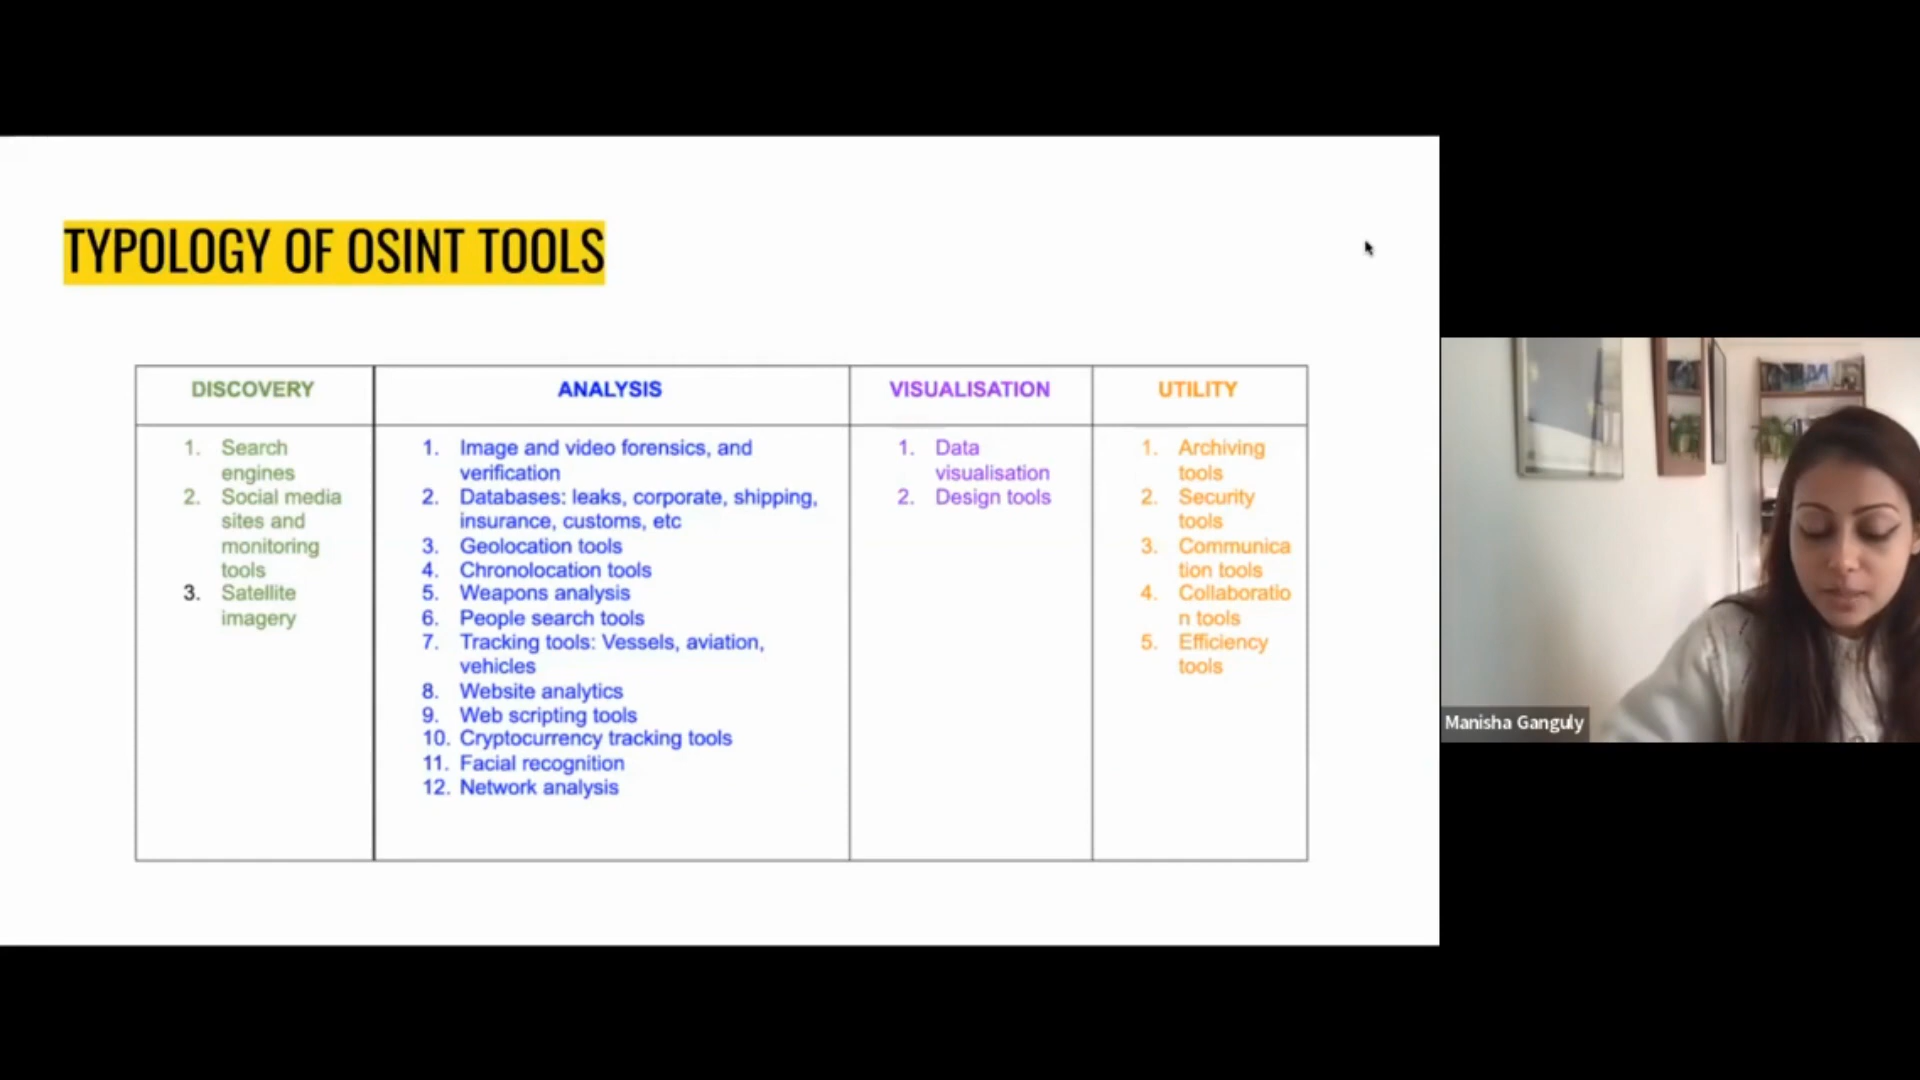 TYPOLOGY OF OSINT TOOLS
DISCOVERY
1. Search
engines
2. Social media
sites and
monitoring
tools
3. Satellite
imagery
ANALYSIS
1. Image and video forensics, and
verification
2. Databases: leaks, corporate, shipping,
insurance, customs, etc
3. Geolocation tools
4. Chronolocation tools
5. Weapons analysis
6. People search tools
7. Tracking tools: Vessels, aviation,
vehicles
8. Website analytics
9. Web scripting tools
10. Cryptocurrency tracking tools
11. Facial recognition
12. Network analysis
VISUALISATION
1. Data
visualisation
2. Design tools
UTILITY
1. Archiving
tools
2. Security
tools
3. Communica
tion tools
4. Collaboratio
n tools
5. Efficiency
tools
Manisha Ganguly